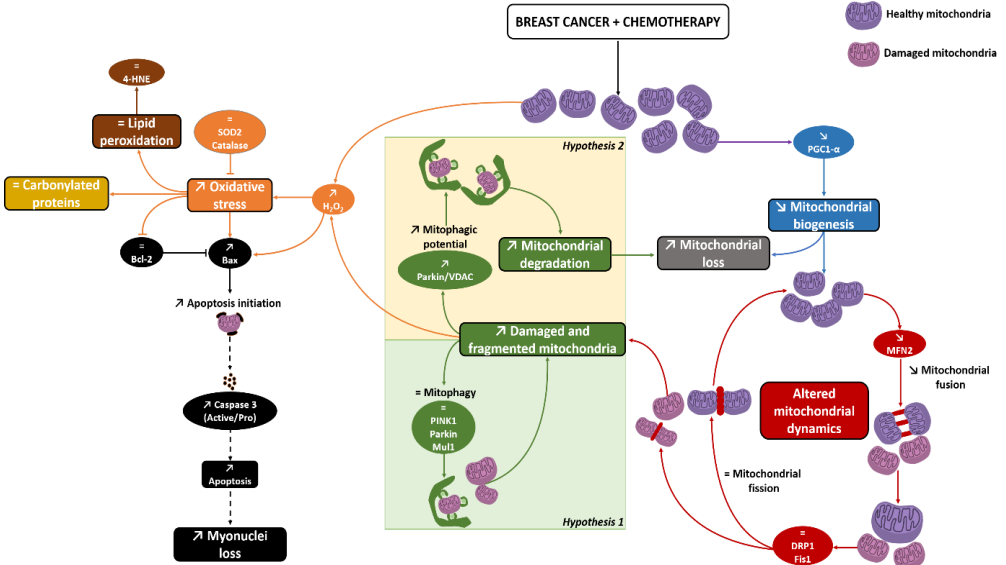 BREAST CANCER + CHEMOTHERAPY
Healthy mitochondria
Damaged mitochondria
=
4-HNE
= Lipid
peroxidation
=
SOD2
Catalase
= Carbonylated
proteins
↗ Oxidative
stress
↗
H₂O₂
=
Bcl-2
↗
Bax
↗ Apoptosis initiation
↗ Caspase 3
(Active/Pro)
↗
Apoptosis
↗ Myonuclei
loss
Hypothesis 2
↗ Mitophagic
potential
↗
Parkin/VDAC
↗ Mitochondrial
degradation
↗ Mitochondrial
loss
↗ Damaged and
fragmented mitochondria
= Mitophagy
=
PINK1
Parkin
Mul1
Hypothesis 1
↘
PGC1-α
↘ Mitochondrial
biogenesis
↘
MFN2
↘ Mitochondrial
fusion
Altered
mitochondrial
dynamics
= Mitochondrial
fission
=
DRP1
Fis1